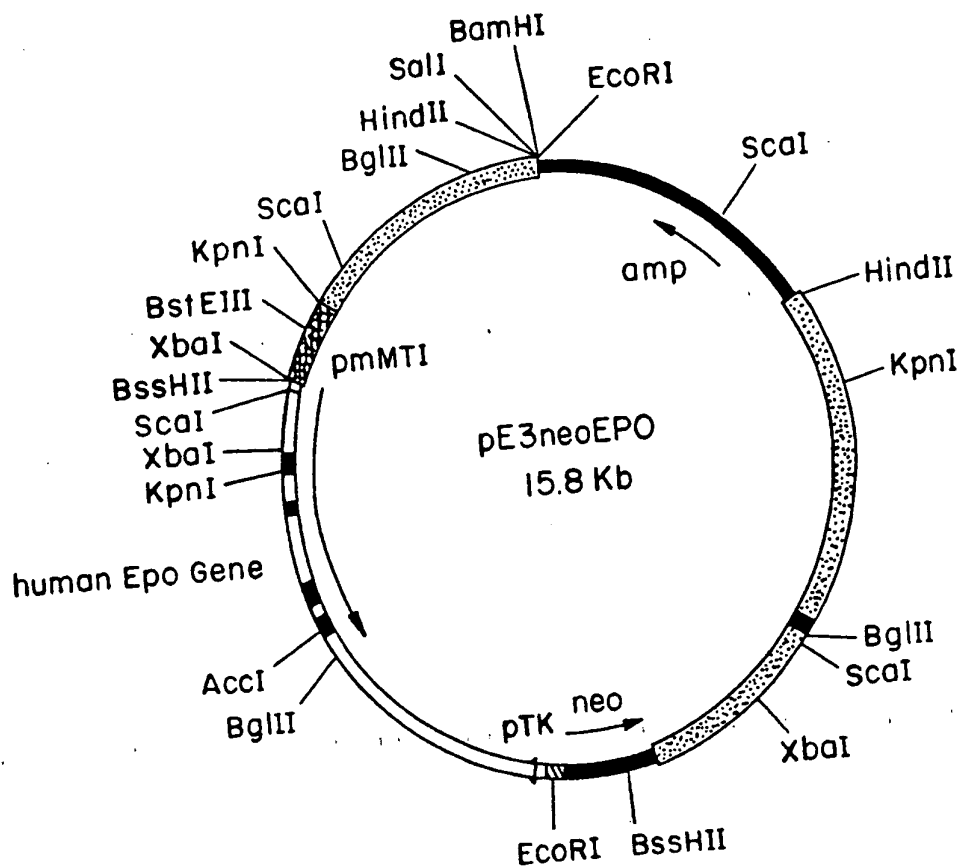 BamHI
SalI
EcoRI
HindII
BglII
ScaI
ScaI
KpnI
amp
HindII
BstEIII
XbaI
pmMTI
KpnI
BssHII
ScaI
XbaI
pE3neoEPO
KpnI
15.8 Kb
human Epo Gene
BglII
AccI
ScaI
BglII
pTK
neo
XbaI
EcoRI
BssHII